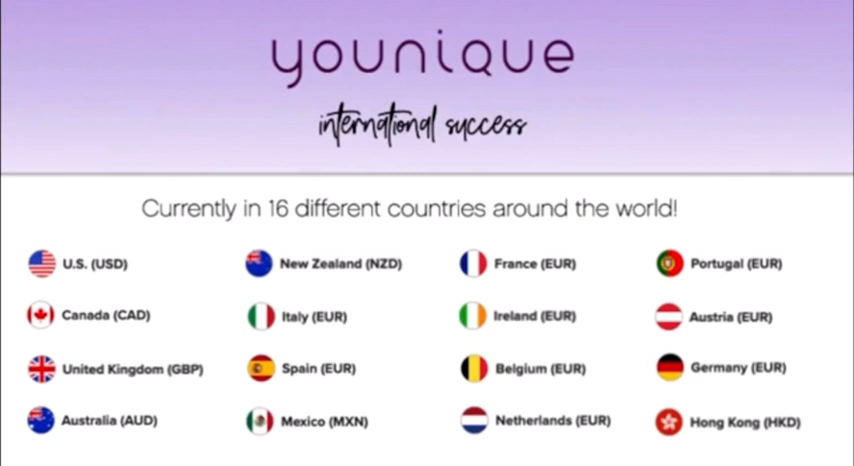 younique
international success
Currently in 16 different countries around the world!
U.S. (USD)
New Zealand (NZD)
France (EUR)
Portugal (EUR)
Canada (CAD)
Italy (EUR)
Ireland (EUR)
Austria (EUR)
United Kingdom (GBP)
Spain (EUR)
Belgium (EUR)
Germany (EUR)
Australia (AUD)
Mexico (MXN)
Netherlands (EUR)
Hong Kong (HKD)